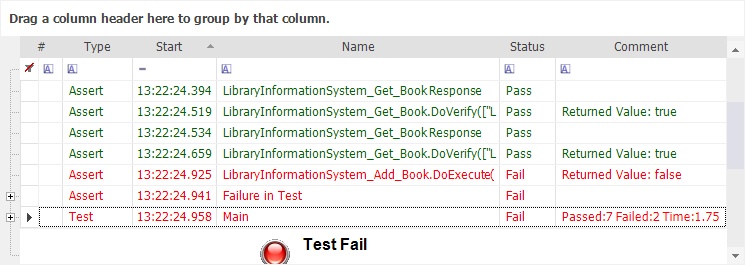 Drag a column header here to group by that column.
# Type Start Name Status Comment
A A = A A A
Assert 13:22:24.394 LibraryInformationSystem_Get_BookResponse Pass
Assert 13:22:24.519 LibraryInformationSystem_Get_Book.DoVerify(["L Pass Returned Value: true
Assert 13:22:24.534 LibraryInformationSystem_Get_BookResponse Pass
Assert 13:22:24.659 LibraryInformationSystem_Get_Book.DoVerify(["L Pass Returned Value: true
Assert 13:22:24.925 LibraryInformationSystem_Add_Book.DoExecute( Fail Returned Value: false
Assert 13:22:24.941 Failure in Test Fail
Test 13:22:24.958 Main Fail Passed:7 Failed:2 Time:1.75
Test Fail